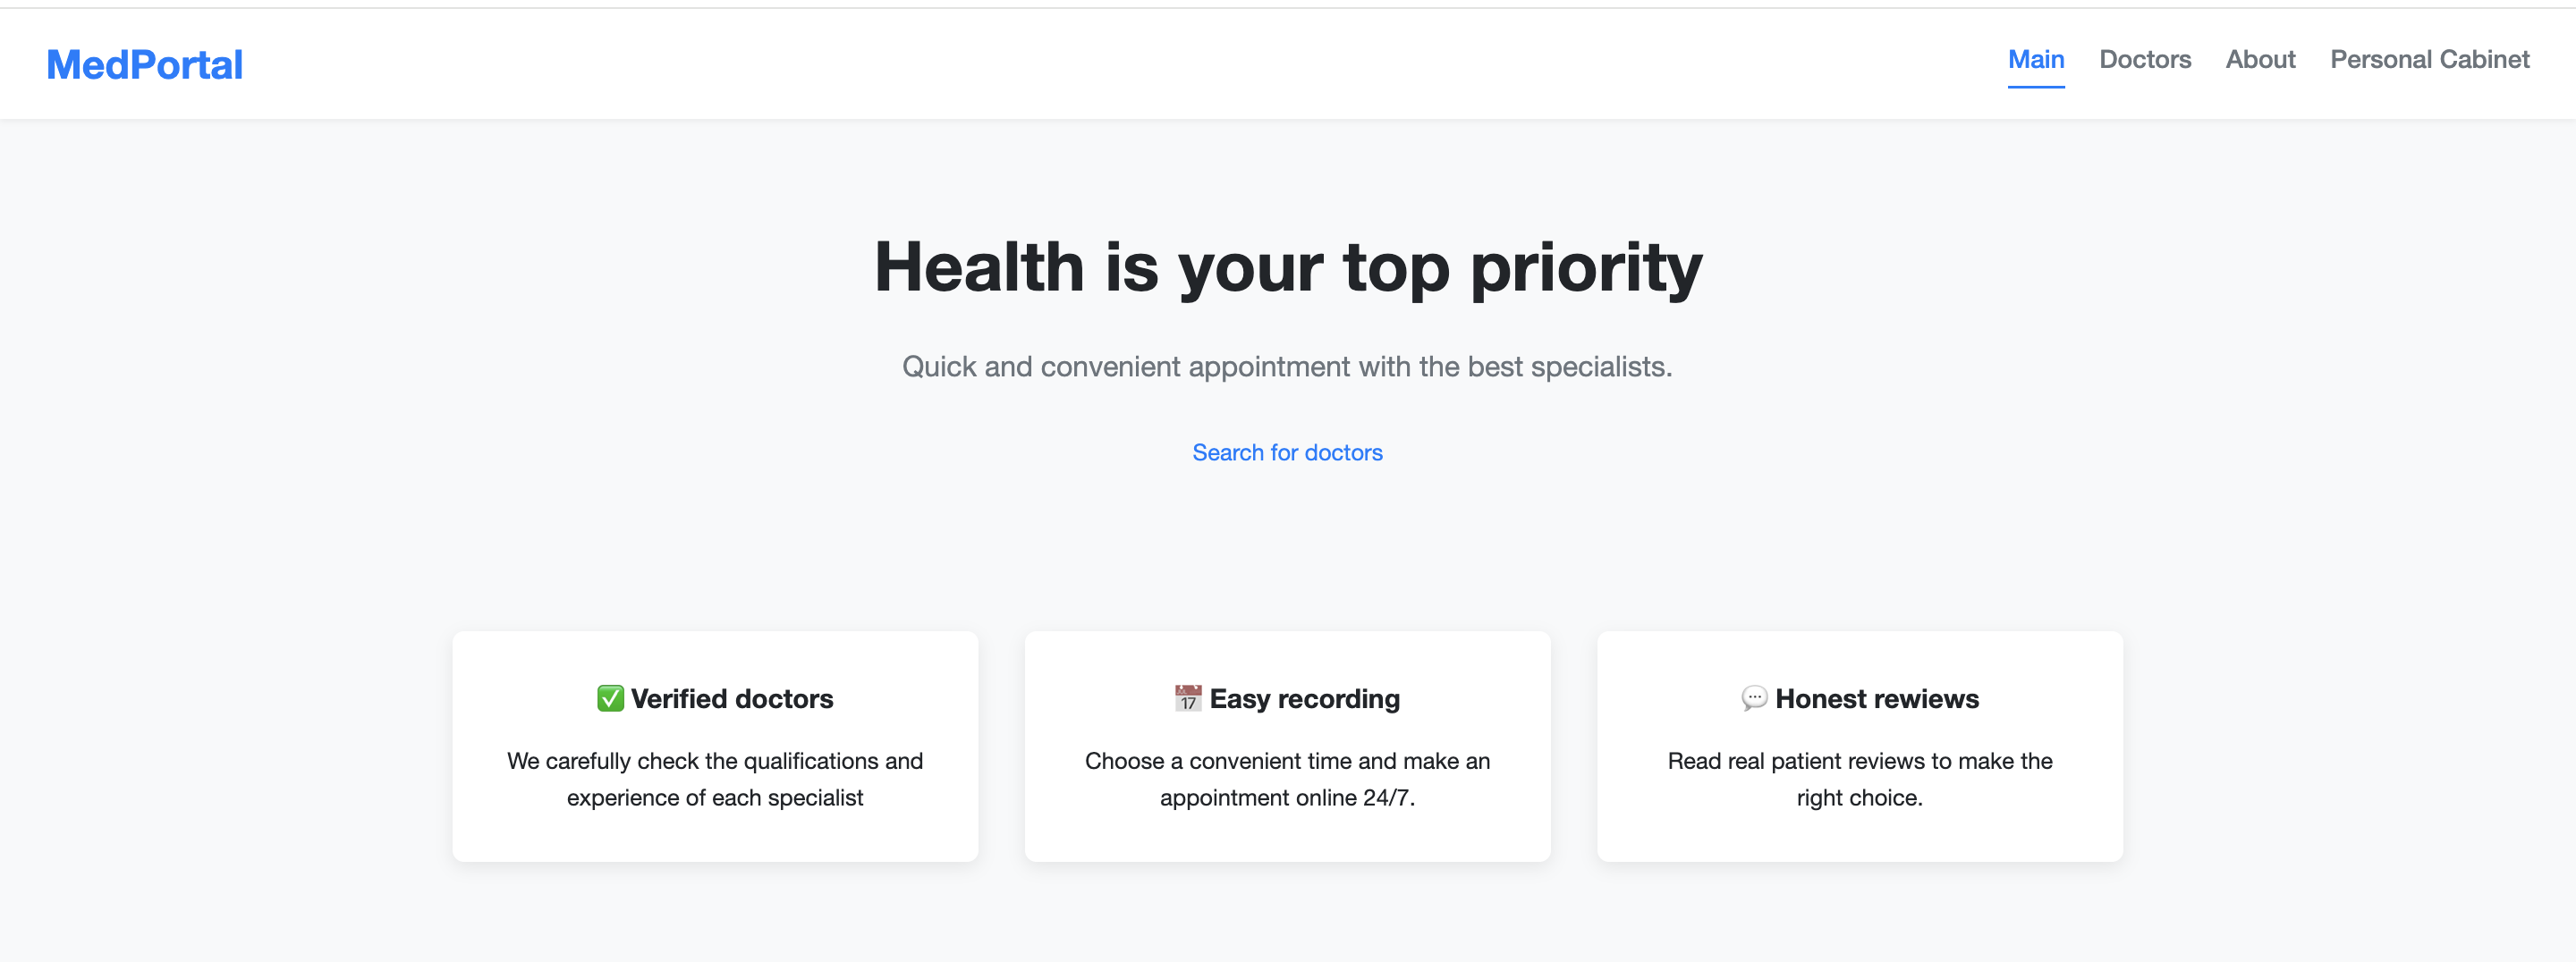 MedPortal
Main Doctors About Personal Cabinet
Health is your top priority
Quick and convenient appointment with the best specialists.
Search for doctors
✅ Verified doctors
We carefully check the qualifications and
experience of each specialist
📅 Easy recording
Choose a convenient time and make an
appointment online 24/7.
💬 Honest rewiews
Read real patient reviews to make the
right choice.